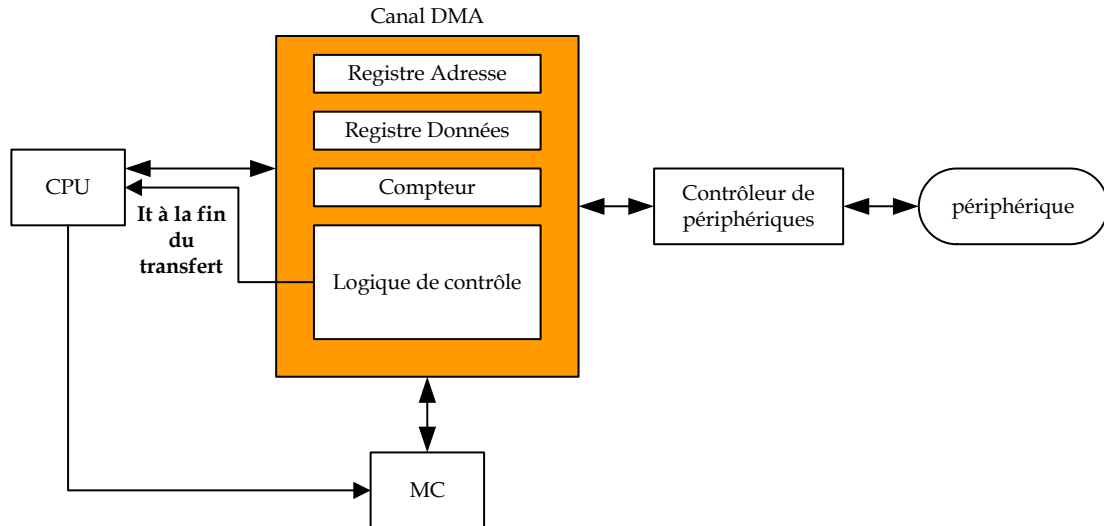 Canal DMA
Registre Adresse
Registre Données
Compteur
Logique de contrôle
CPU
It à la fin
du
transfert
Contrôleur de
périphériques
périphérique
MC